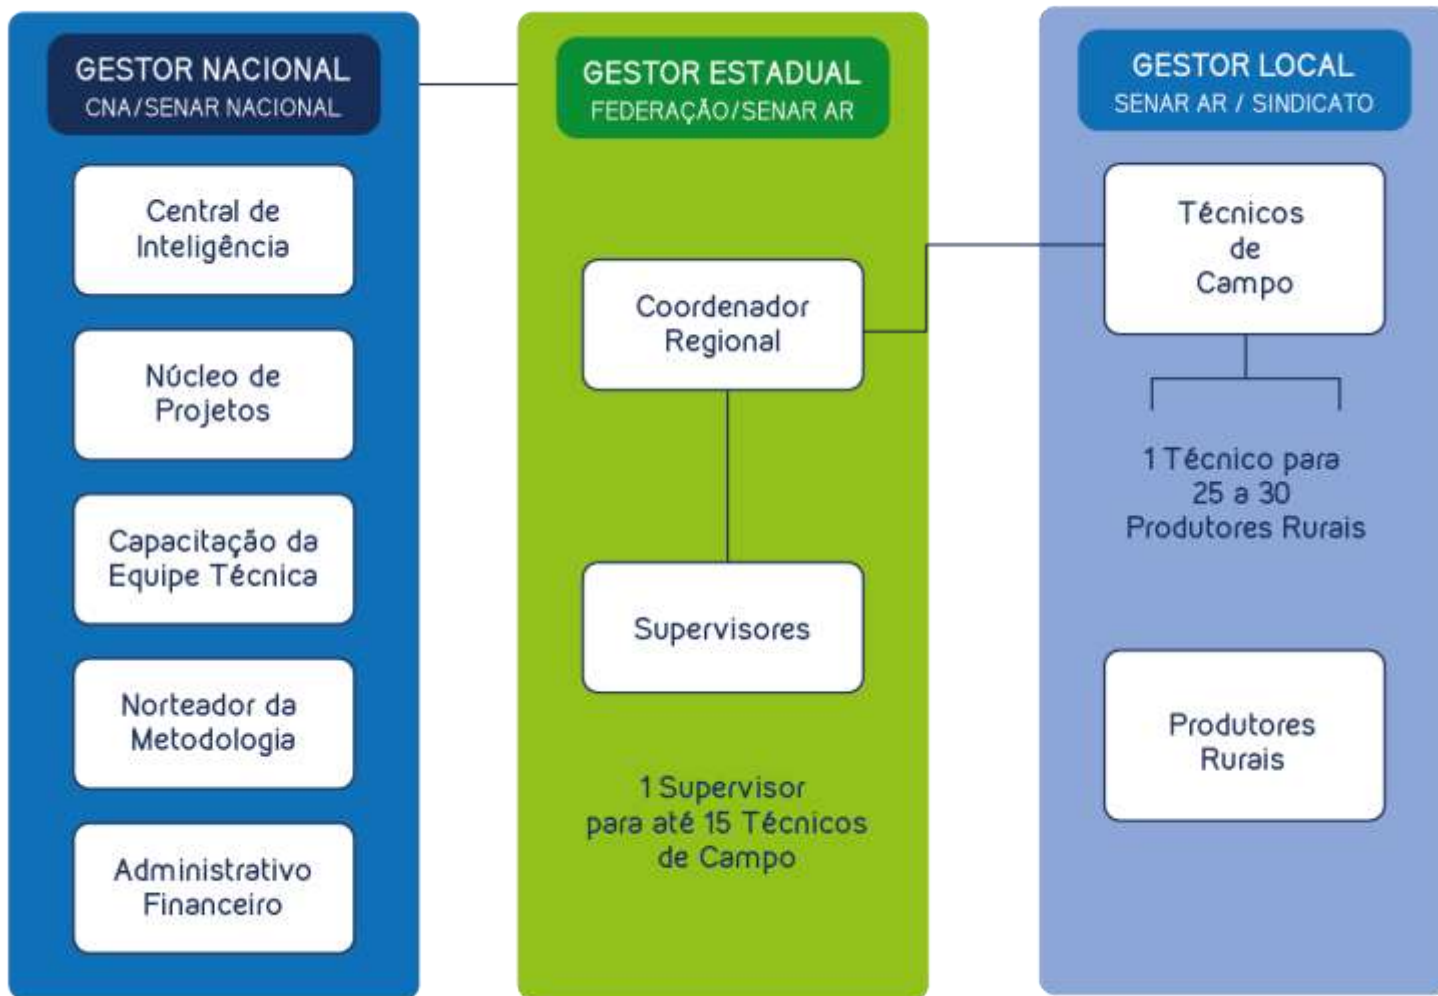 GESTOR NACIONAL
CNA/SENAR NACIONAL
Central de
Inteligência
Núcleo de
Projetos
Capacitação da
Equipe Técnica
Norteador da
Metodologia
Administrativo
Financeiro
GESTOR ESTADUAL
FEDERAÇÃO/SENAR AR
Coordenador
Regional
Supervisores
1 Supervisor
para até 15 Técnicos
de Campo
GESTOR LOCAL
SENAR AR / SINDICATO
Técnicos
de
Campo
1 Técnico para
25 a 30
Produtores Rurais
Produtores
Rurais